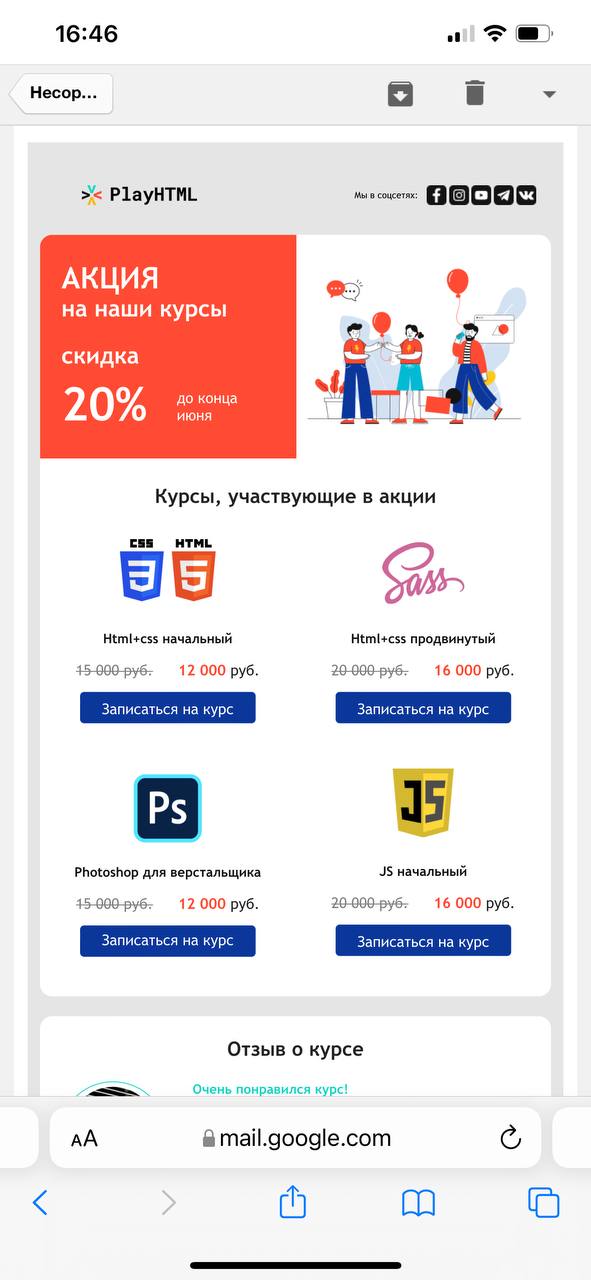 16:46
Несор...
PlayHTML
Мы в соцсетях:
АКЦИЯ
на наши курсы
скидка
20%
до конца
июня
Курсы, участвующие в акции
CSS HTML
3 5
Sass
Html+css начальный
Html+css продвинутый
15 000 руб. 12 000 руб.
20 000 руб. 16 000 руб.
Записаться на курс
Записаться на курс
Ps
JS
Photoshop для верстальщика
JS начальный
15 000 руб. 12 000 руб.
20 000 руб. 16 000 руб.
Записаться на курс
Записаться на курс
Отзыв о курсе
Очень понравился курс!
AA mail.google.com